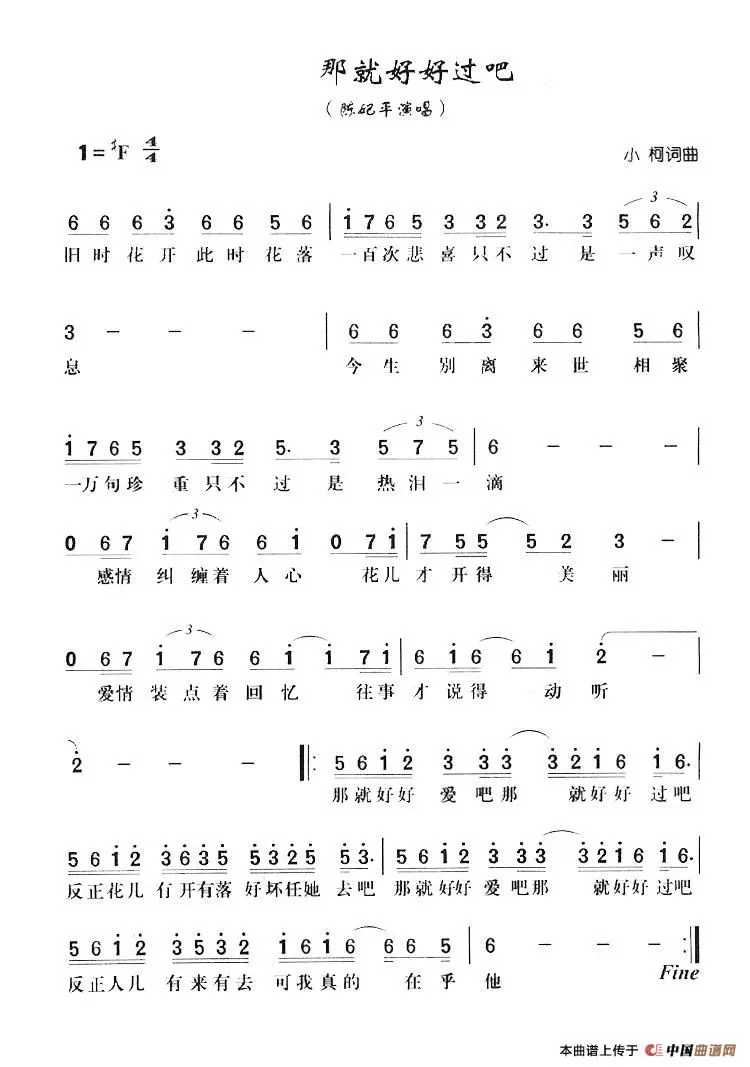 那就好好过吧
（陈妃平演唱）
1=♯F 4/4
小 柯词曲
6 6 6 3 6 6 5 6 | 1 7 6 5 3 3 2 3. 3 5 6 2 |
旧时花开此时花落 一百次悲喜只不过是一声叹
3 － － － | 6 6 6 3 6 6 5 6 |
息 今生别离来世相聚
1 7 6 5 3 3 2 5. 3 5 7 5 | 6 － － － |
一万句珍重只不过是热泪一滴
0 6 7 1 7 6 6 1 0 7 1 | 7 5 5 5 2 3 － |
感情纠缠着人心 花儿才开得 美丽
0 6 7 1 7 6 6 1 1 7 1 | 6 1 6 6 1 2 － |
爱情装点着回忆 往事才说得 动听
2 － － － ‖: 5 6 1 2 3 3 3 3 2 1 6 1 6. |
那就好好爱吧那 就好好过吧
5 6 1 2 3 6 3 5 5 3 2 5 5 3. | 5 6 1 2 3 3 3 3 2 1 6 1 6. |
反正花儿有开有落好坏任她去吧 那就好好爱吧那 就好好过吧
5 6 1 2 3 5 3 2 1 6 1 6 6 6 5 | 6 － － :‖
反正人儿有来有去可我真的 在乎他
Fine
本曲谱上传于 中国曲谱网